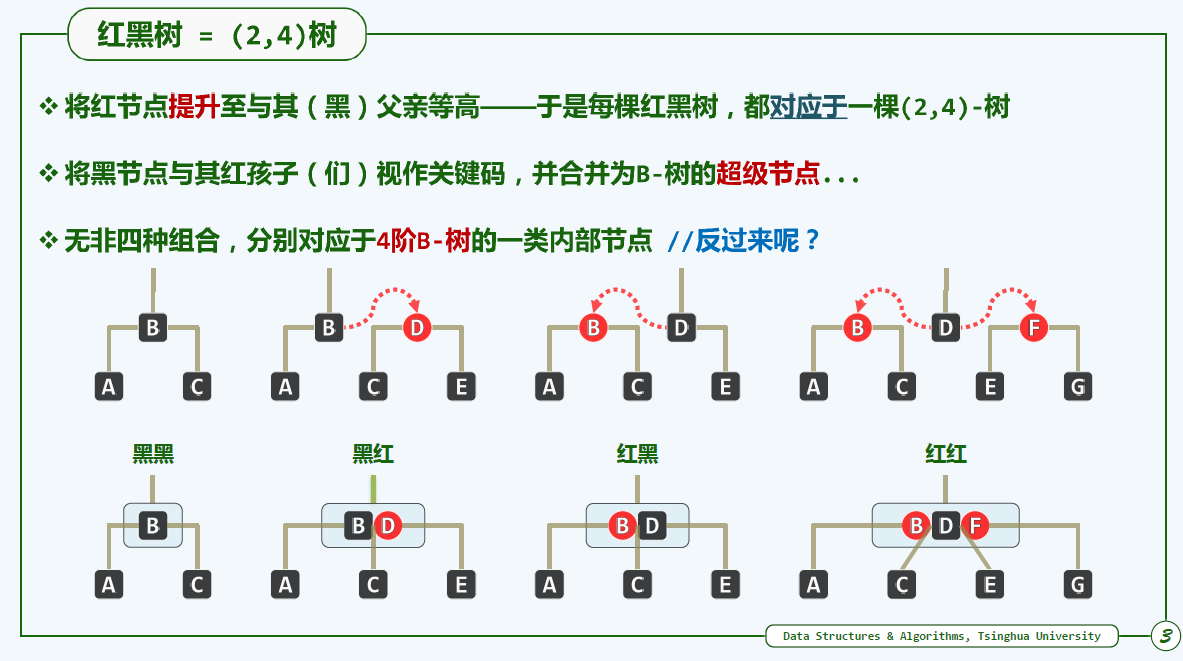 红黑树 = (2,4)树
❖ 将红节点提升至与其（黑）父亲等高——于是每棵红黑树，都对应于一棵(2,4)-树
❖ 将黑节点与其红孩子（们）视作关键码，并合并为B-树的超级节点...
❖ 无非四种组合，分别对应于4阶B-树的一类内部节点 //反过来呢？
B B D B D B D F
A C A C E A C E A C E G
黑黑 黑红 红黑 红红
B B D B D B D F
A C A C E A C E A C E G
Data Structures & Algorithms, Tsinghua University
3